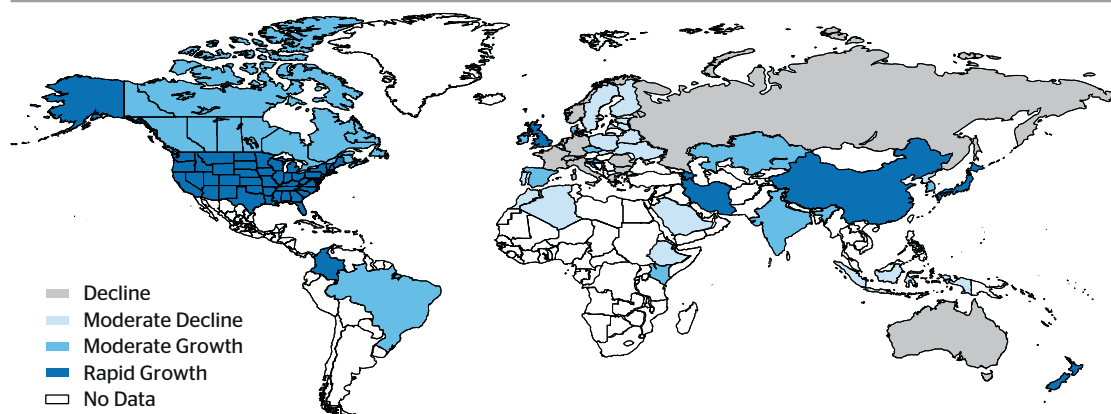 Decline
Moderate Decline
Moderate Growth
Rapid Growth
No Data